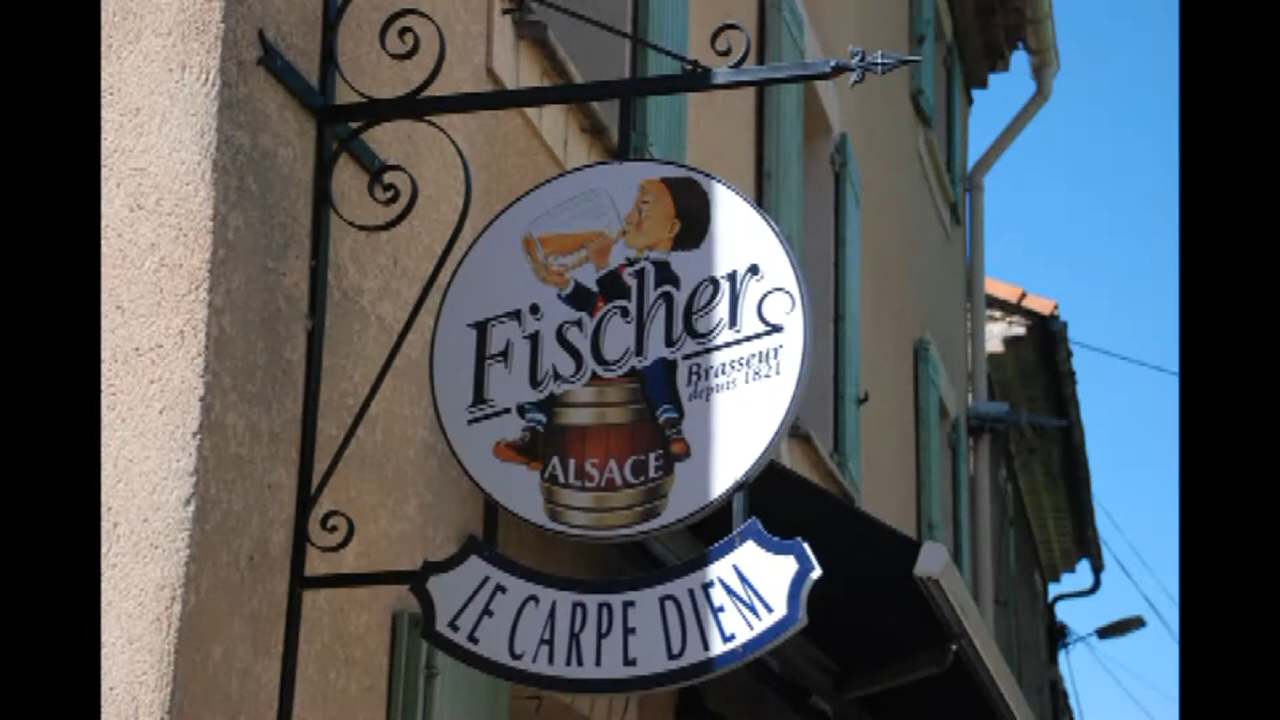 Fischer
Brasseur
depuis 1821
ALSACE
LE CARPE DIEM